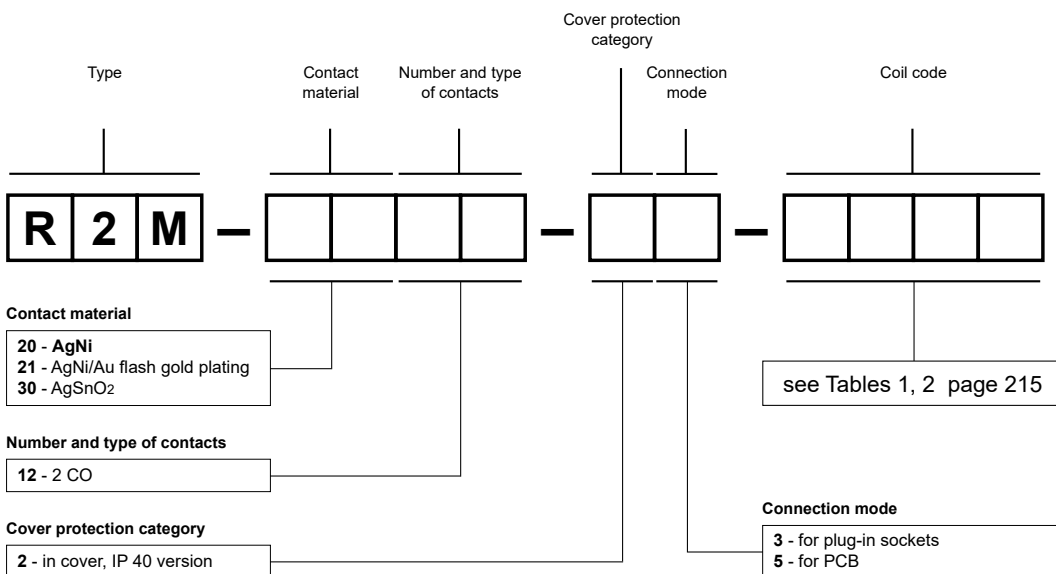 Cover protection
category
Type
Contact
material
Number and type
of contacts
Connection
mode
Coil code
R 2 M – – –
Contact material
20 - AgNi
21 - AgNi/Au flash gold plating
30 - AgSnO2
see Tables 1, 2 page 215
Number and type of contacts
12 - 2 CO
Cover protection category
2 - in cover, IP 40 version
Connection mode
3 - for plug-in sockets
5 - for PCB